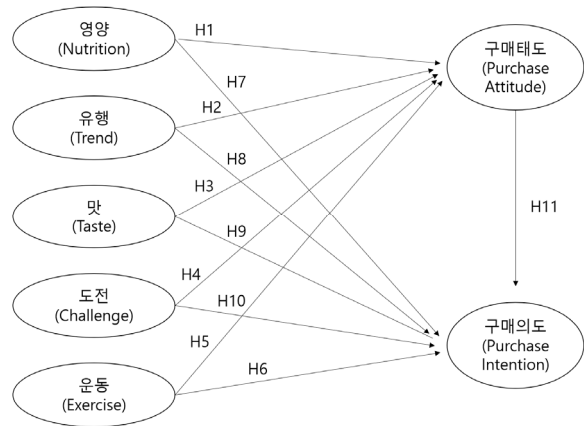 영양
(Nutrition)
H1
구매태도
(Purchase
Attitude)
H7
유행
(Trend)
H2
H8
맛
(Taste)
H3
H9
H11
도전
(Challenge)
H4
H10
구매의도
(Purchase
Intention)
H5
H6
운동
(Exercise)